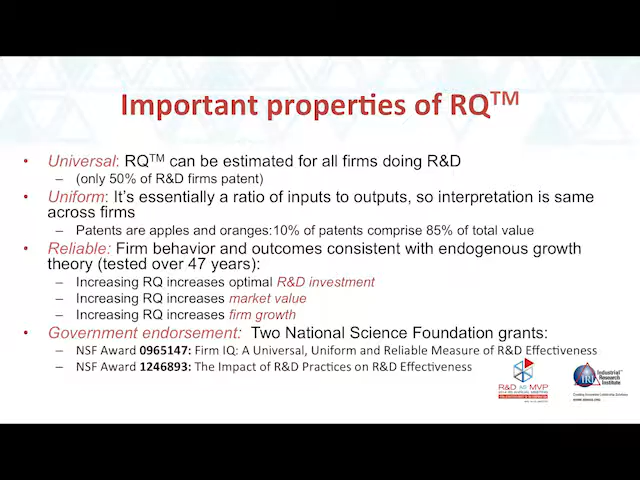 Important properties of RQTM
• Universal: RQTM can be estimated for all firms doing R&D
– (only 50% of R&D firms patent)
• Uniform: It's essentially a ratio of inputs to outputs, so interpretation is same
across firms
– Patents are apples and oranges:10% of patents comprise 85% of total value
• Reliable: Firm behavior and outcomes consistent with endogenous growth
theory (tested over 47 years):
– Increasing RQ increases optimal R&D investment
– Increasing RQ increases market value
– Increasing RQ increases firm growth
• Government endorsement: Two National Science Foundation grants:
– NSF Award 0965147: Firm IQ: A Universal, Uniform and Reliable Measure of R&D Effectiveness
– NSF Award 1246893: The Impact of R&D Practices on R&D Effectiveness
R&D as MVP
IRI
Industrial
Research
Institute